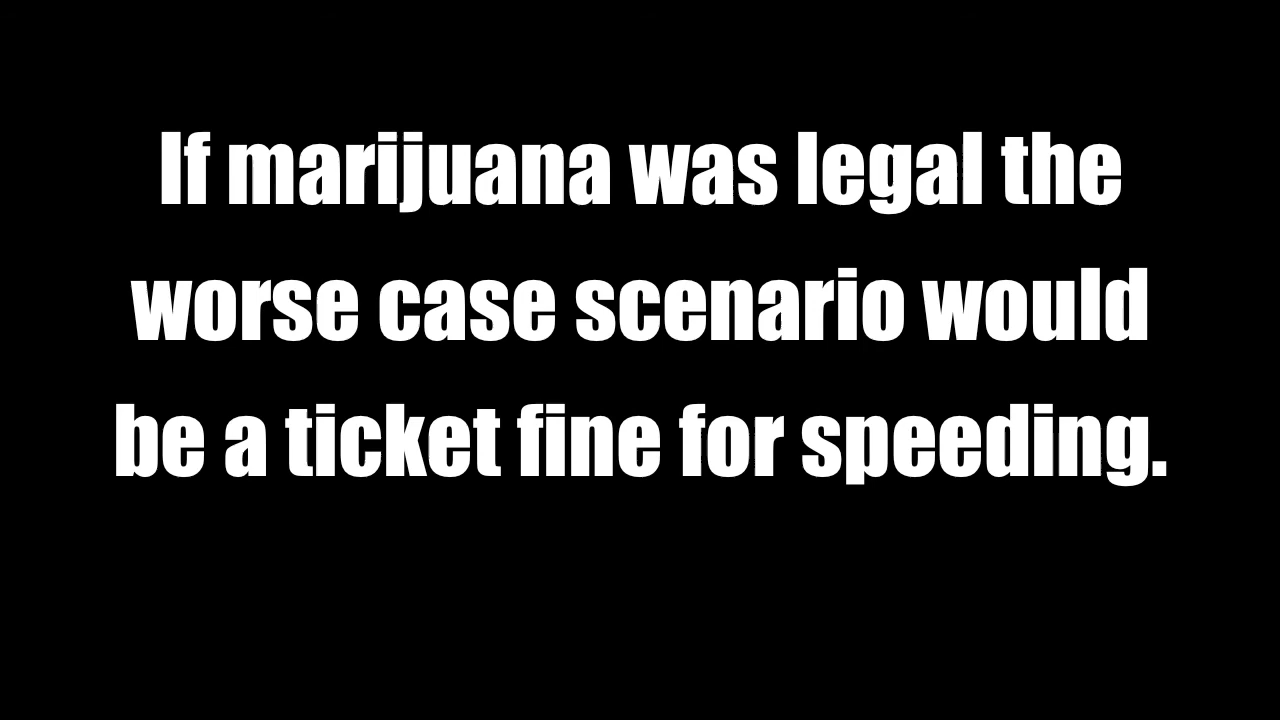 If marijuana was legal the
worse case scenario would
be a ticket fine for speeding.